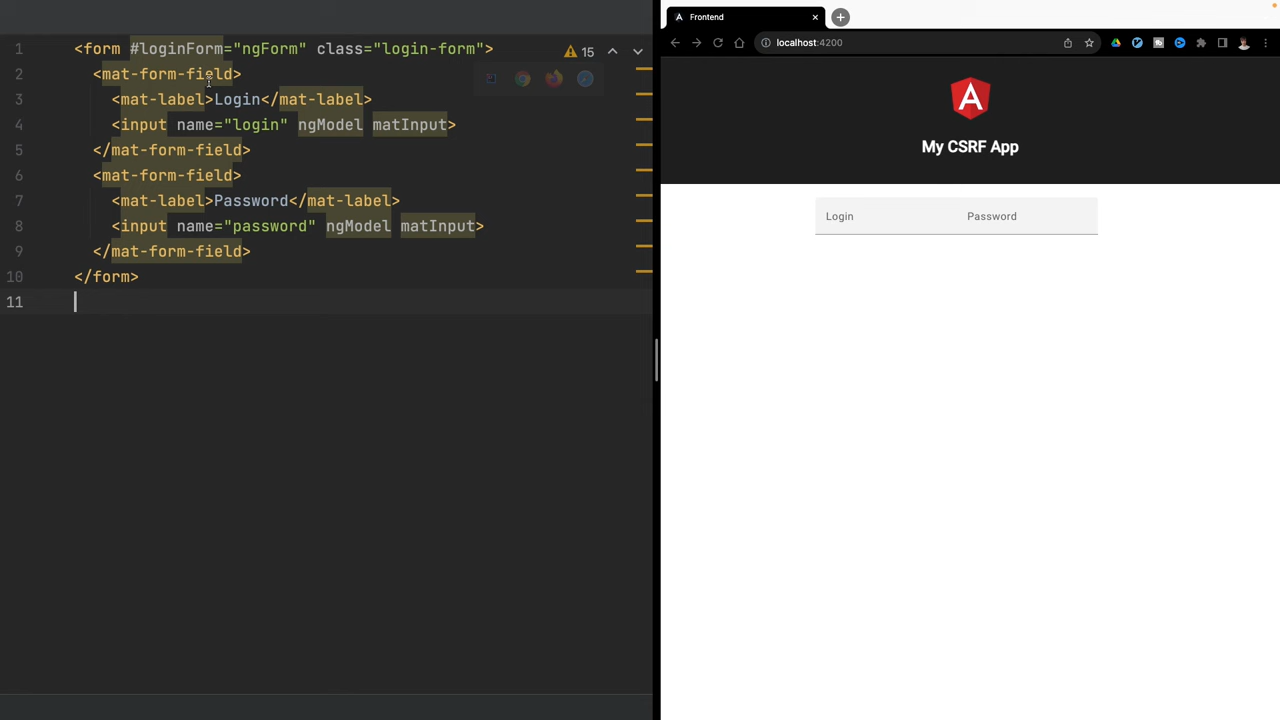 1 <form #loginForm="ngForm" class="login-form">
15
2 <mat-form-field>
3 <mat-label>Login</mat-label>
4 <input name="login" ngModel matInput>
5 </mat-form-field>
6 <mat-form-field>
7 <mat-label>Password</mat-label>
8 <input name="password" ngModel matInput>
9 </mat-form-field>
10 </form>
11
Frontend
localhost:4200
My CSRF App
Login Password